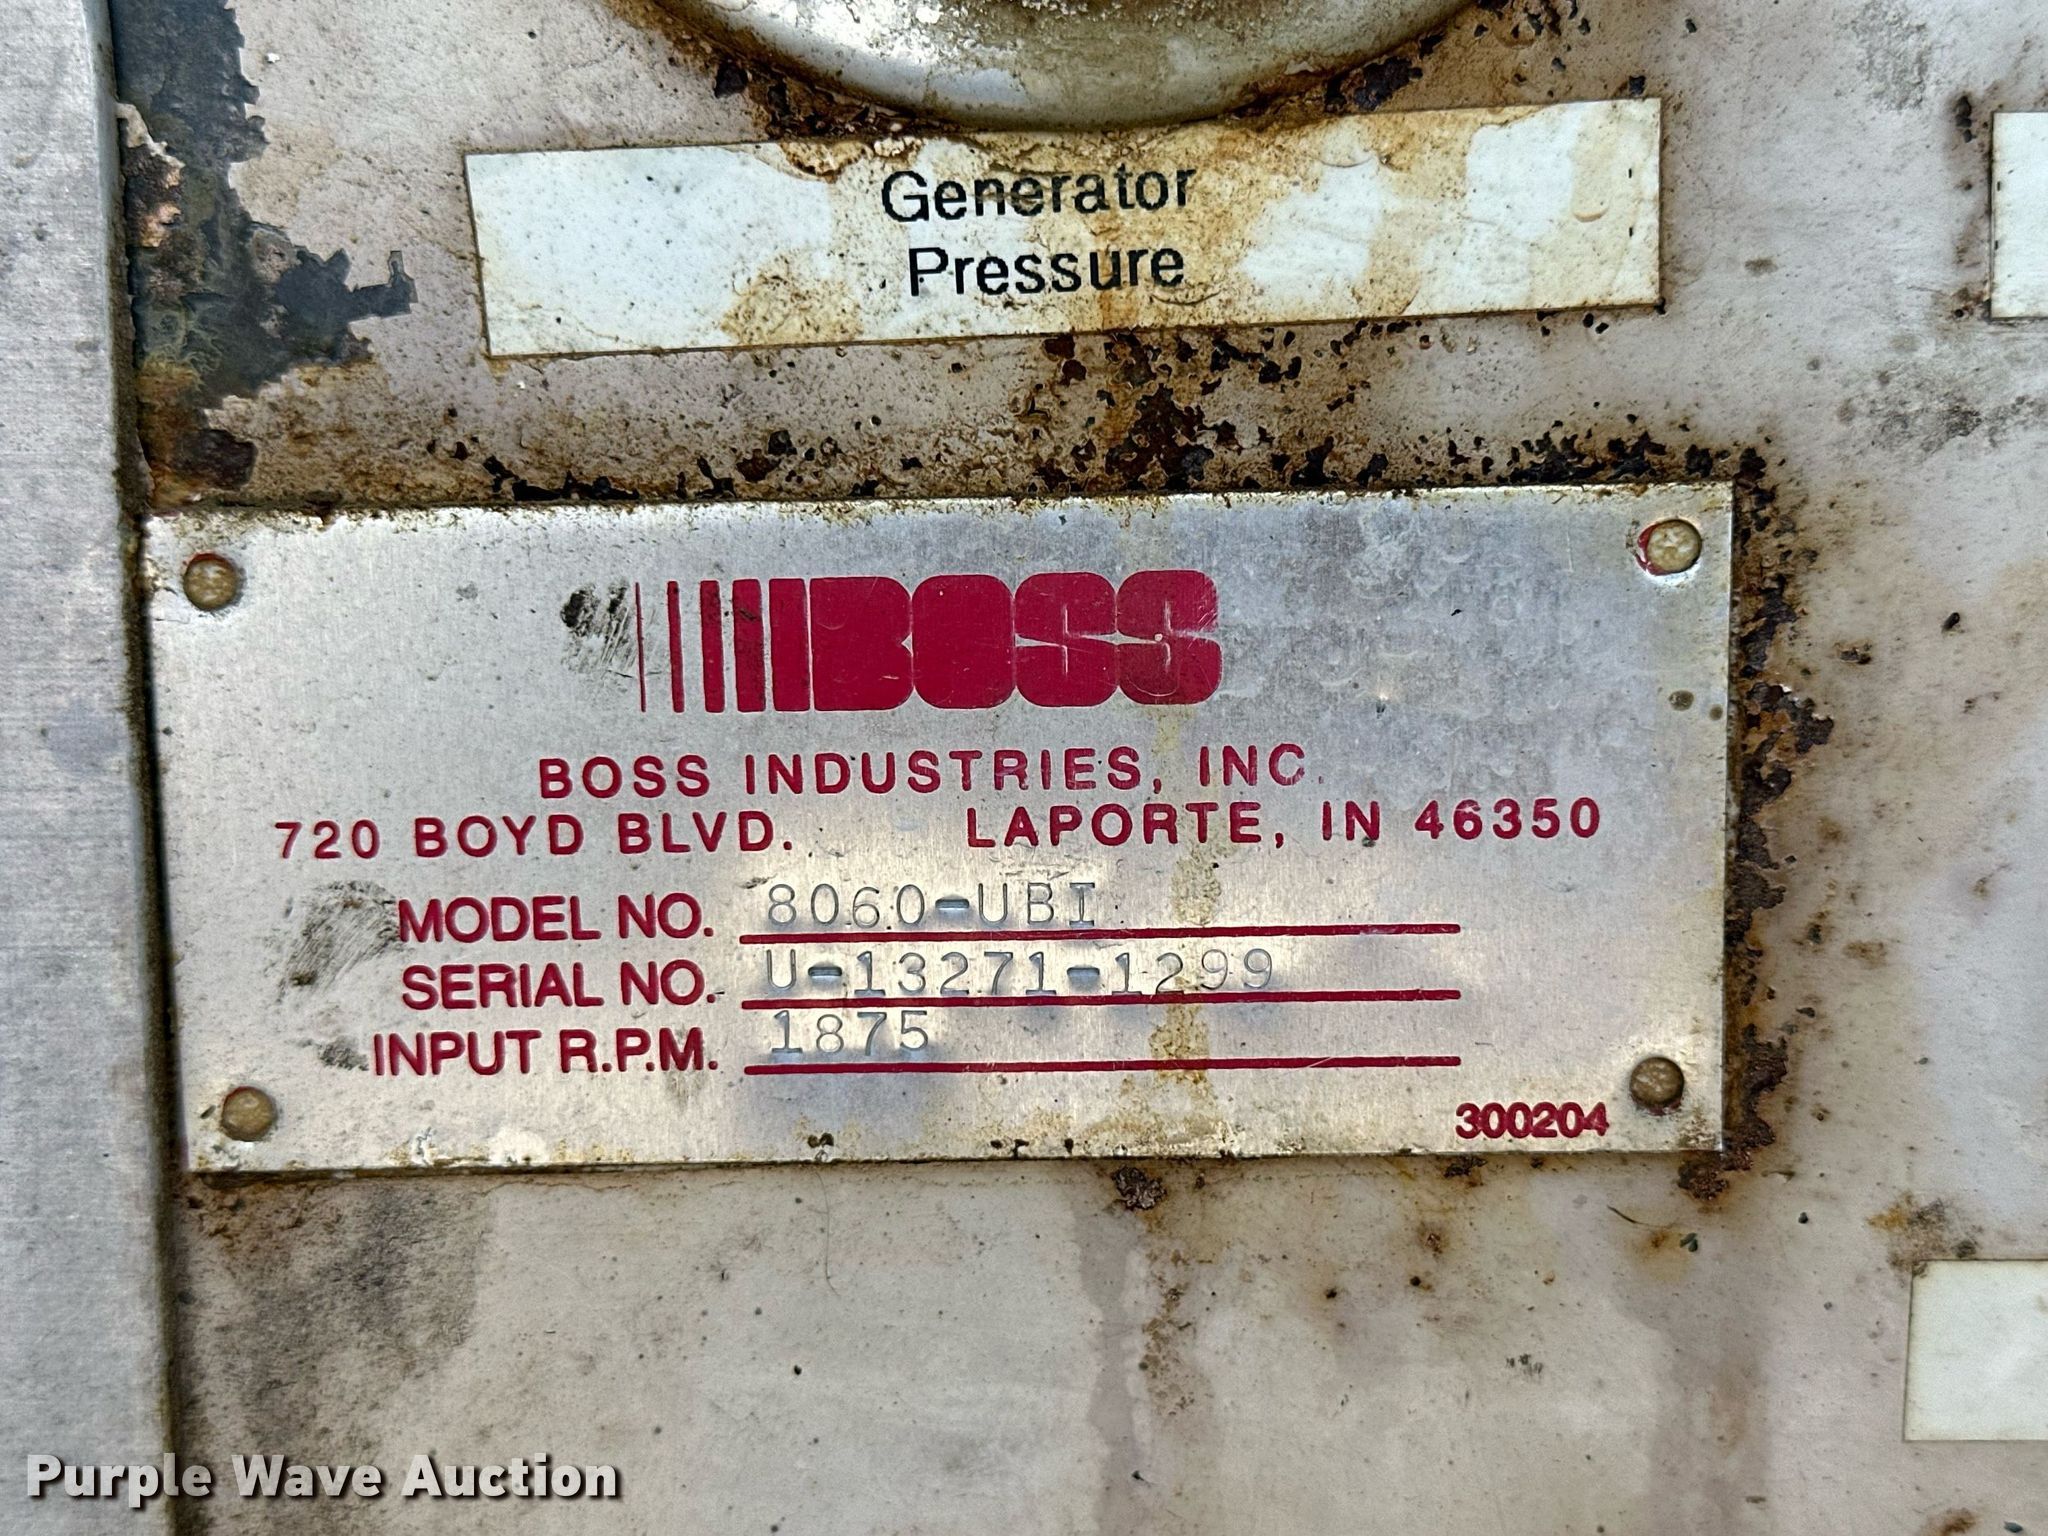 Generator
Pressure
BOSS
BOSS INDUSTRIES, INC.
720 BOYD BLVD. LAPORTE, IN 46350
MODEL NO. 8060-UBI
SERIAL NO. U-13271-1299
INPUT R.P.M. 1875
300204
Purple Wave Auction